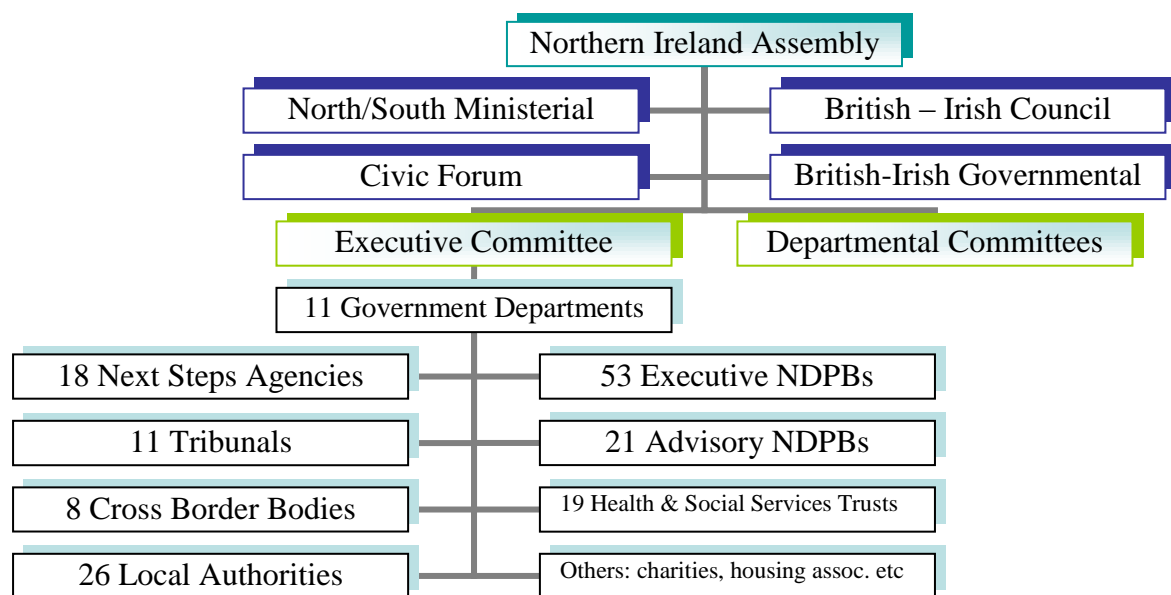 Northern Ireland Assembly
North/South Ministerial
British – Irish Council
Civic Forum
British-Irish Governmental
Executive Committee
Departmental Committees
11 Government Departments
18 Next Steps Agencies
53 Executive NDPBs
11 Tribunals
21 Advisory NDPBs
8 Cross Border Bodies
19 Health & Social Services Trusts
26 Local Authorities
Others: charities, housing assoc. etc